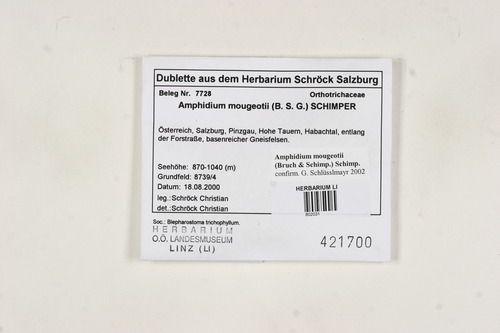 Dublette aus dem Herbarium Schröck Salzburg
Beleg Nr. 7728 Orthotrichaceae
Amphidium mougeotii (B. S. G.) SCHIMPER
Österreich, Salzburg, Pinzgau, Hohe Tauern, Habachtal, entlang
der Forstraße, basenreicher Gneisfelsen.
Seehöhe: 870-1040 (m)
Grundfeld: 8739/4
Datum: 18.08.2000
leg.: Schröck Christian
det.: Schröck Christian
Amphidium mougeotii
(Bruch & Schimp.) Schimp.
confirm. G. Schlüsslmayr 2002
HERBARIUM LI
802031
Soc.: Blepharostoma trichophyllum.
HERBARIUM
O.Ö. LANDESMUSEUM
LINZ (LI)
421700